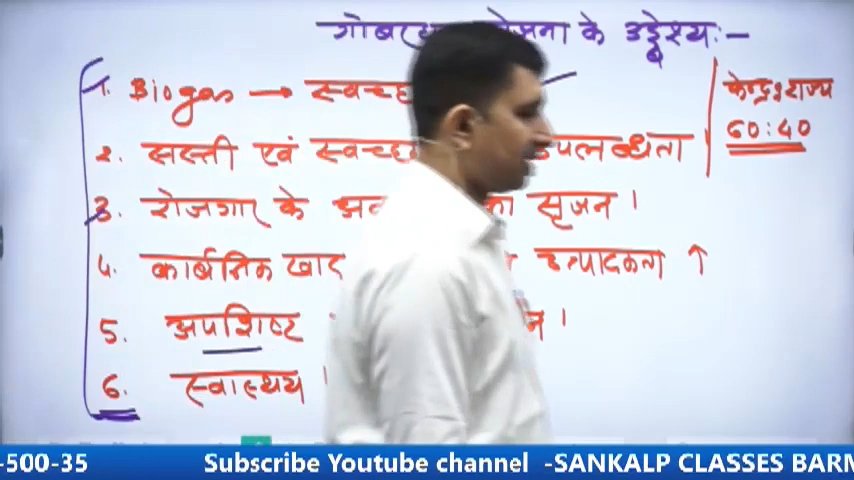 गोबर के उद्देश्य:-
1. Biogas → स्वच्छ
केन्द्र:राज्य
60:40
2. सस्ती एवं स्वच्छ उपलब्धता
3. रोजगार के का सृजन ।
4. कार्बनिक खाद उत्पादकता ↑
5. अपशिष्ट
6. स्वास्थ्य
-500-35 Subscribe Youtube channel -SANKALP CLASSES BARM